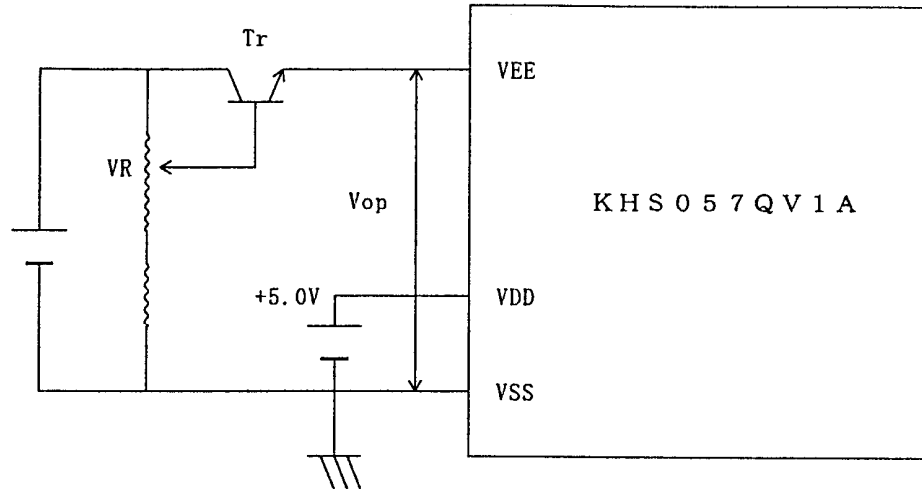 Tr
VEE
VR
Vop
KHS057QV1A
+5.0V
VDD
VSS